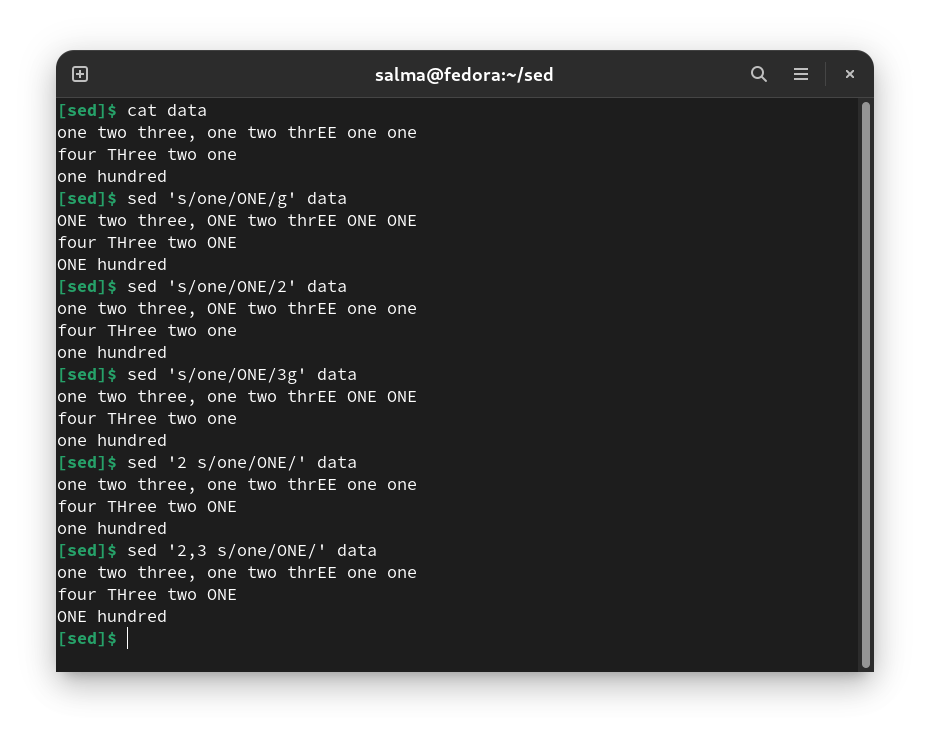 salma@fedora:~/sed
[sed]$ cat data
one two three, one two thrEE one one
four THree two one
one hundred
[sed]$ sed 's/one/ONE/g' data
ONE two three, ONE two thrEE ONE ONE
four THree two ONE
ONE hundred
[sed]$ sed 's/one/ONE/2' data
one two three, ONE two thrEE one one
four THree two one
one hundred
[sed]$ sed 's/one/ONE/3g' data
one two three, one two thrEE ONE ONE
four THree two one
one hundred
[sed]$ sed '2 s/one/ONE/' data
one two three, one two thrEE one one
four THree two ONE
one hundred
[sed]$ sed '2,3 s/one/ONE/' data
one two three, one two thrEE one one
four THree two ONE
ONE hundred
[sed]$